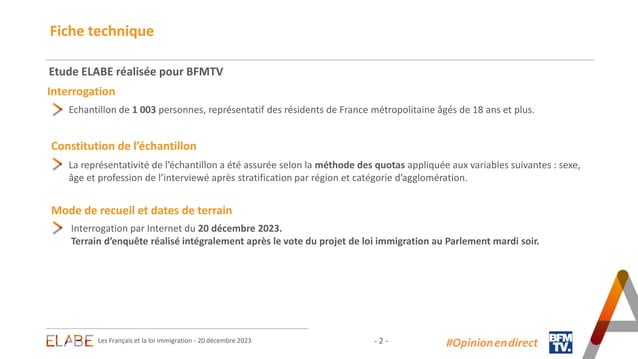 Fiche technique
Etude ELABE réalisée pour BFMTV
Interrogation
Echantillon de 1 003 personnes, représentatif des résidents de France métropolitaine âgés de 18 ans et plus.
Constitution de l’échantillon
La représentativité de l’échantillon a été assurée selon la méthode des quotas appliquée aux variables suivantes : sexe,
âge et profession de l’interviewé après stratification par région et catégorie d’agglomération.
Mode de recueil et dates de terrain
Interrogation par Internet du 20 décembre 2023.
Terrain d’enquête réalisé intégralement après le vote du projet de loi immigration au Parlement mardi soir.
ELABE Les Français et la loi immigration - 20 décembre 2023 - 2 - #Opinionendirect
BFM
TV.